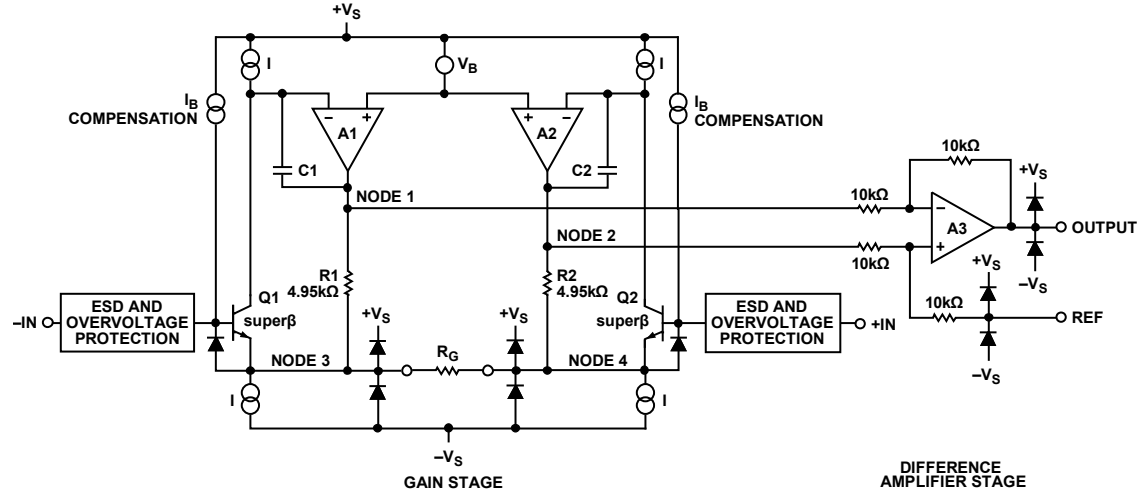 +VS
I
VB
I
IB
COMPENSATION
IB
COMPENSATION
–
+
+
–
A1
A2
C1
C2
NODE 1
NODE 2
10kΩ
10kΩ
10kΩ
–
+
A3
+VS
OUTPUT
–VS
+VS
10kΩ
REF
–VS
R1
4.95kΩ
R2
4.95kΩ
Q1
superβ
Q2
superβ
–IN
ESD AND
OVERVOLTAGE
PROTECTION
ESD AND
OVERVOLTAGE
PROTECTION
+IN
+VS
+VS
NODE 3
RG
NODE 4
I
I
–VS
GAIN STAGE
DIFFERENCE
AMPLIFIER STAGE